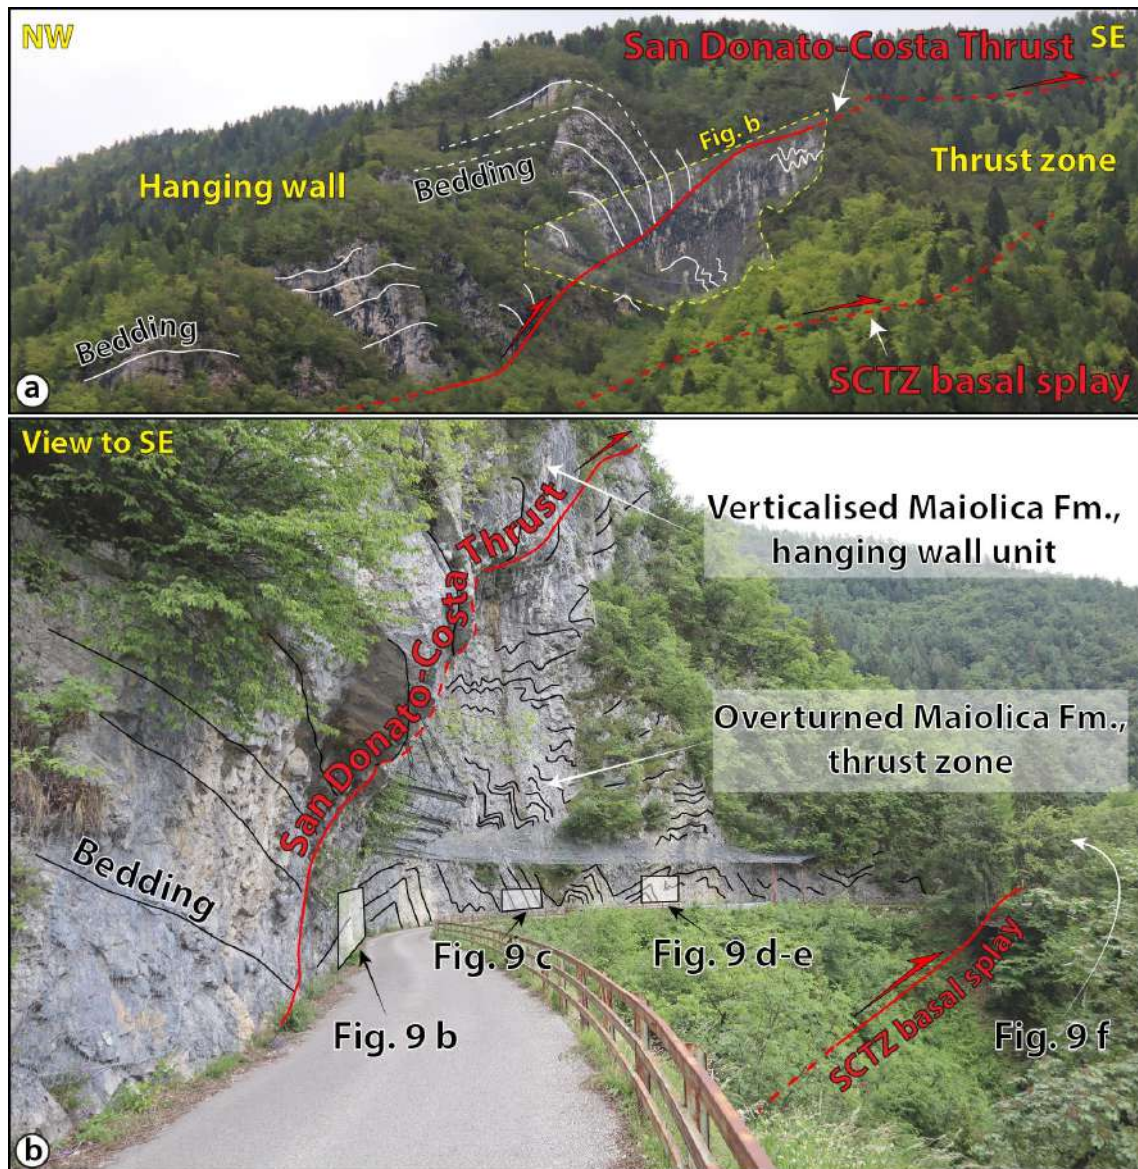 NW
San Donato-Costa Thrust
SE
Fig. b
Bedding
Hanging wall
Thrust zone
Bedding
SCTZ basal splay
a
View to SE
San Donato-Costa Thrust
Verticalised Maiolica Fm.,
hanging wall unit
Overturned Maiolica Fm.,
thrust zone
Bedding
Fig. 9 b
Fig. 9 c
Fig. 9 d-e
SCTZ basal splay
Fig. 9 f
b